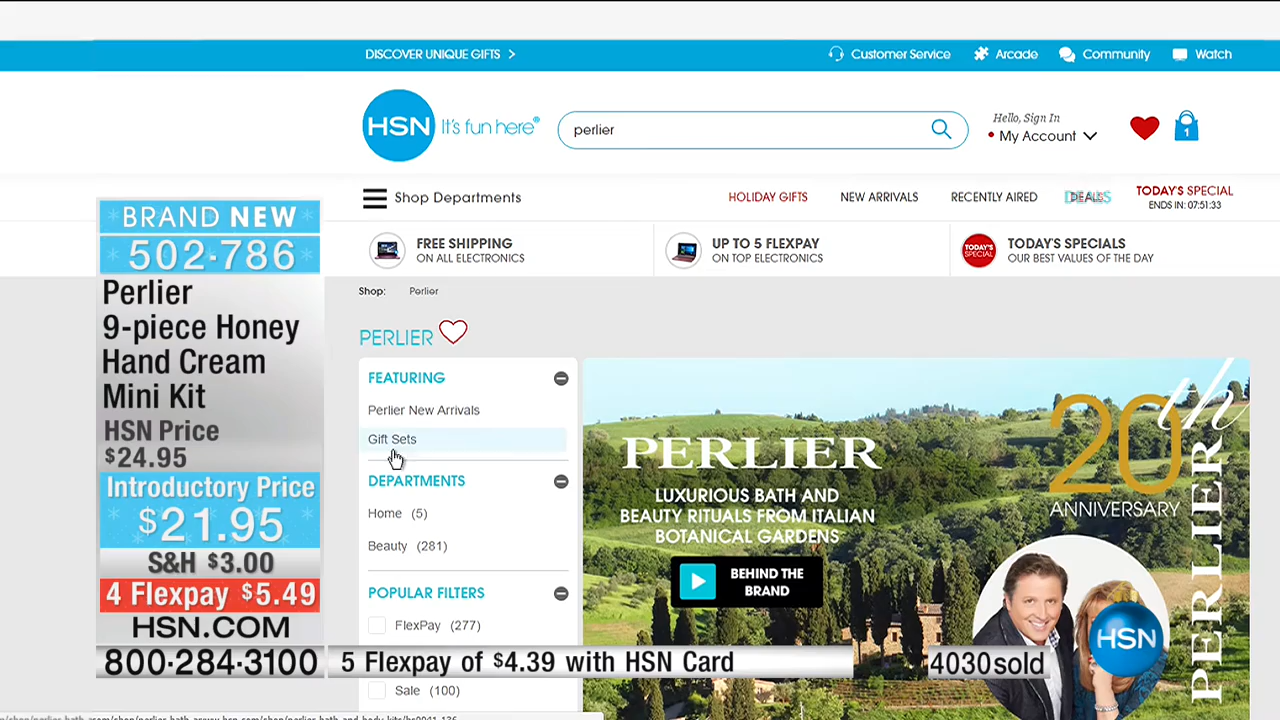 DISCOVER UNIQUE GIFTS >
Customer Service
Arcade
Community
Watch
HSN It's fun here®
perlier
Hello, Sign In
My Account
1
Shop Departments
HOLIDAY GIFTS
NEW ARRIVALS
RECENTLY AIRED
DEALS
TODAY'S SPECIAL
ENDS IN: 07:51:33
FREE SHIPPING
ON ALL ELECTRONICS
UP TO 5 FLEXPAY
ON TOP ELECTRONICS
TODAY'S
SPECIAL
TODAY'S SPECIALS
OUR BEST VALUES OF THE DAY
BRAND NEW
502·786
Perlier
9-piece Honey
Hand Cream
Mini Kit
HSN Price
$24.95
Introductory Price
$21.95
S&H $3.00
4 Flexpay $5.49
HSN.COM
800·284·3100
Shop: Perlier
PERLIER
FEATURING
Perlier New Arrivals
Gift Sets
DEPARTMENTS
Home (5)
Beauty (281)
POPULAR FILTERS
FlexPay (277)
Sale (100)
PERLIER
LUXURIOUS BATH AND
BEAUTY RITUALS FROM ITALIAN
BOTANICAL GARDENS
BEHIND THE
BRAND
20th
ANNIVERSARY
PERLIER
HSN
5 Flexpay of $4.39 with HSN Card
4030 sold